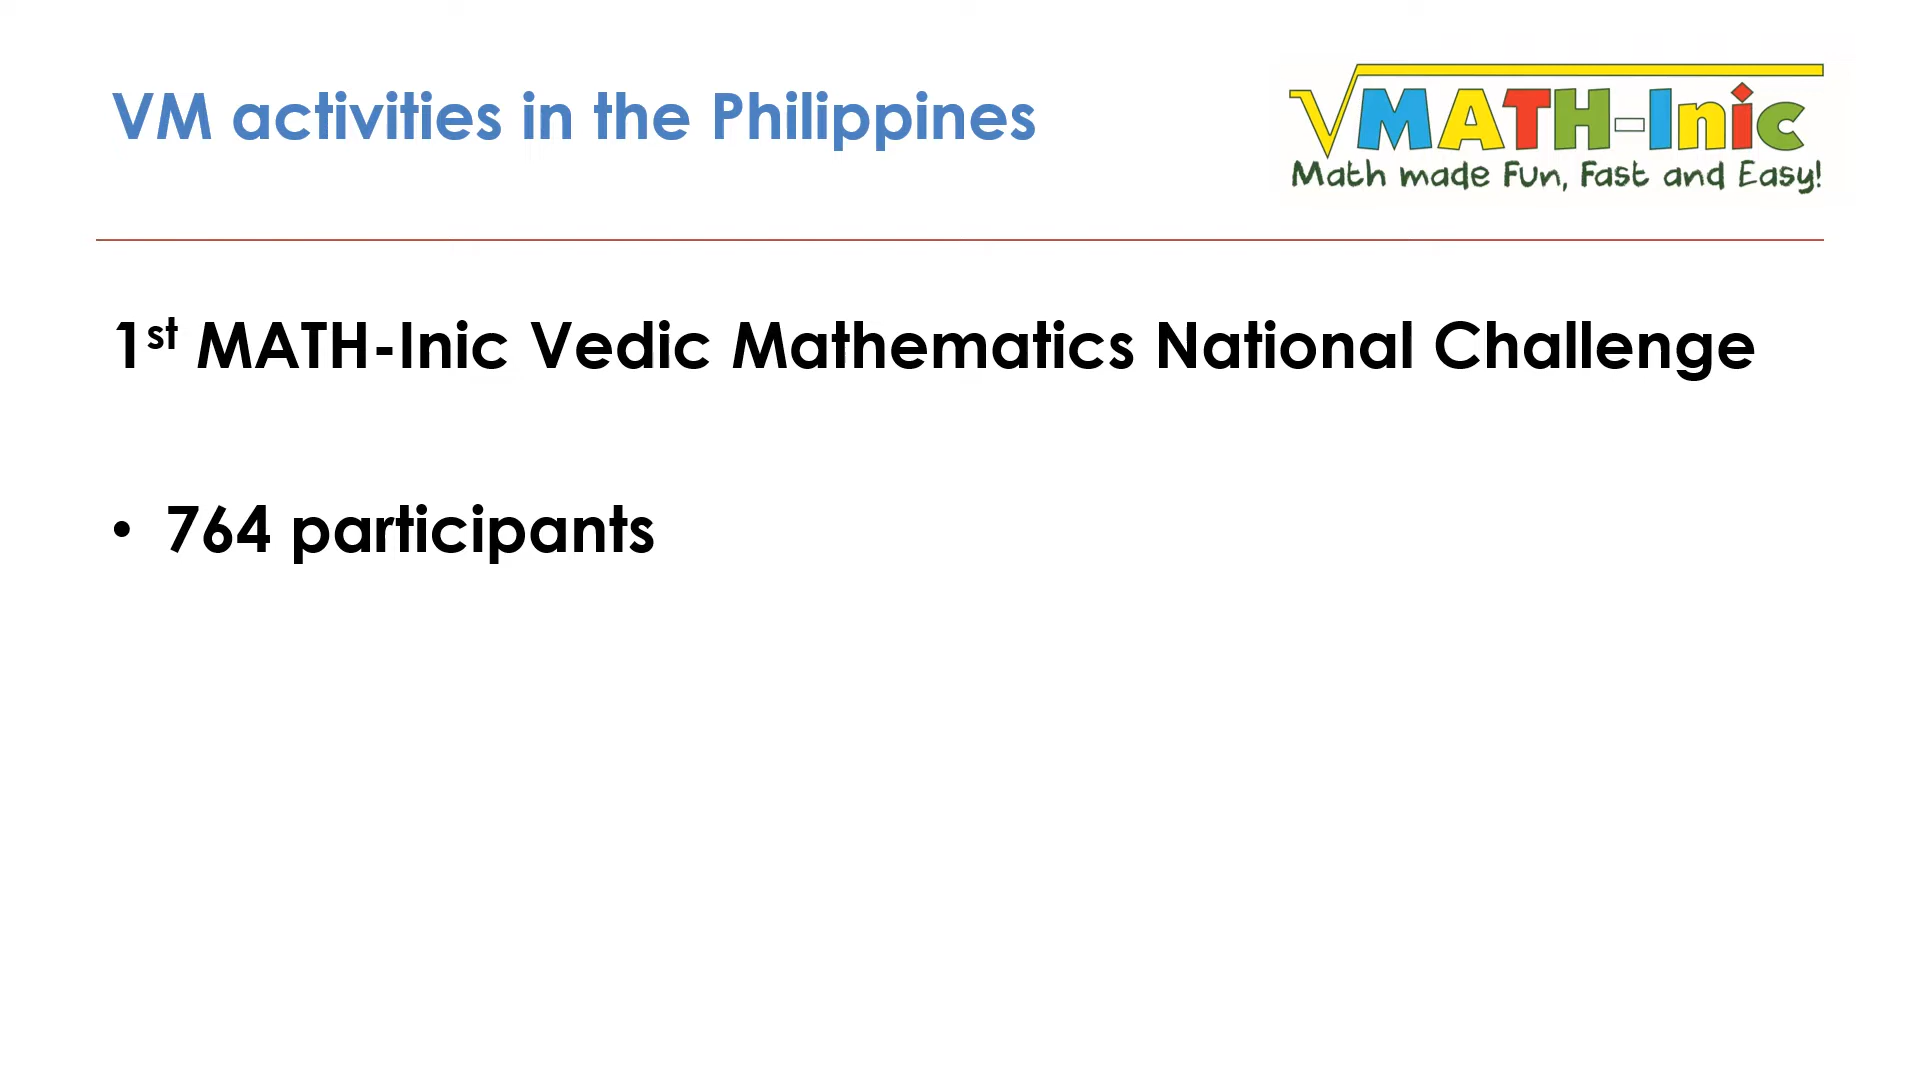 VM activities in the Philippines
√MATH-Inic
Math made Fun, Fast and Easy!
1st MATH-Inic Vedic Mathematics National Challenge
• 764 participants